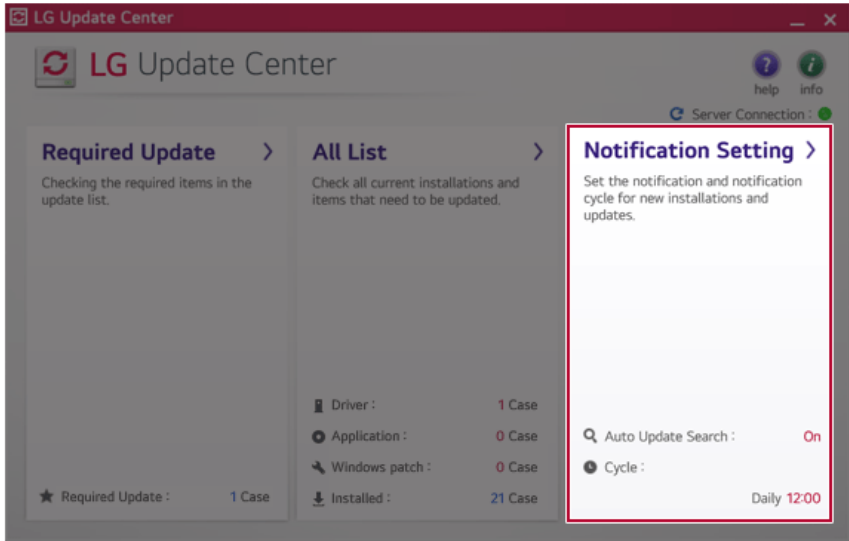 LG Update Center
LG Update Center
help info
Server Connection :
Required Update
Checking the required items in the
update list.
Required Update : 1 Case
All List
Check all current installations and
items that need to be updated.
Driver : 1 Case
Application : 0 Case
Windows patch : 0 Case
Installed : 21 Case
Notification Setting
Set the notification and notification
cycle for new installations and
updates.
Auto Update Search : On
Cycle :
Daily 12:00